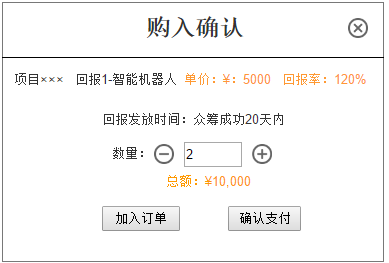 购入确认
项目××× 回报1-智能机器人 单价：¥：5000 回报率：120%
回报发放时间：众筹成功20天内
数量： 2
总额：¥10,000
加入订单 确认支付